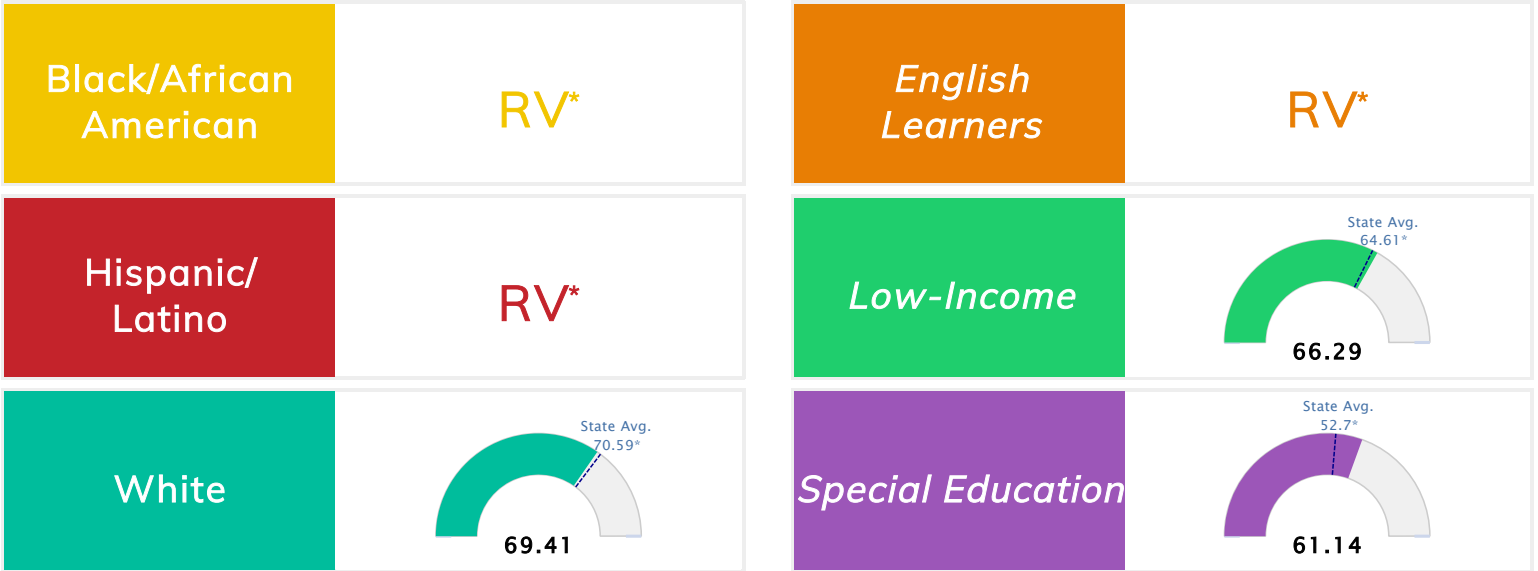 Black/African
American
RV*
English
Learners
RV*
Hispanic/
Latino
RV*
Low-Income
State Avg.
64.61*
66.29
White
State Avg.
70.59*
69.41
Special Education
State Avg.
52.7*
61.14